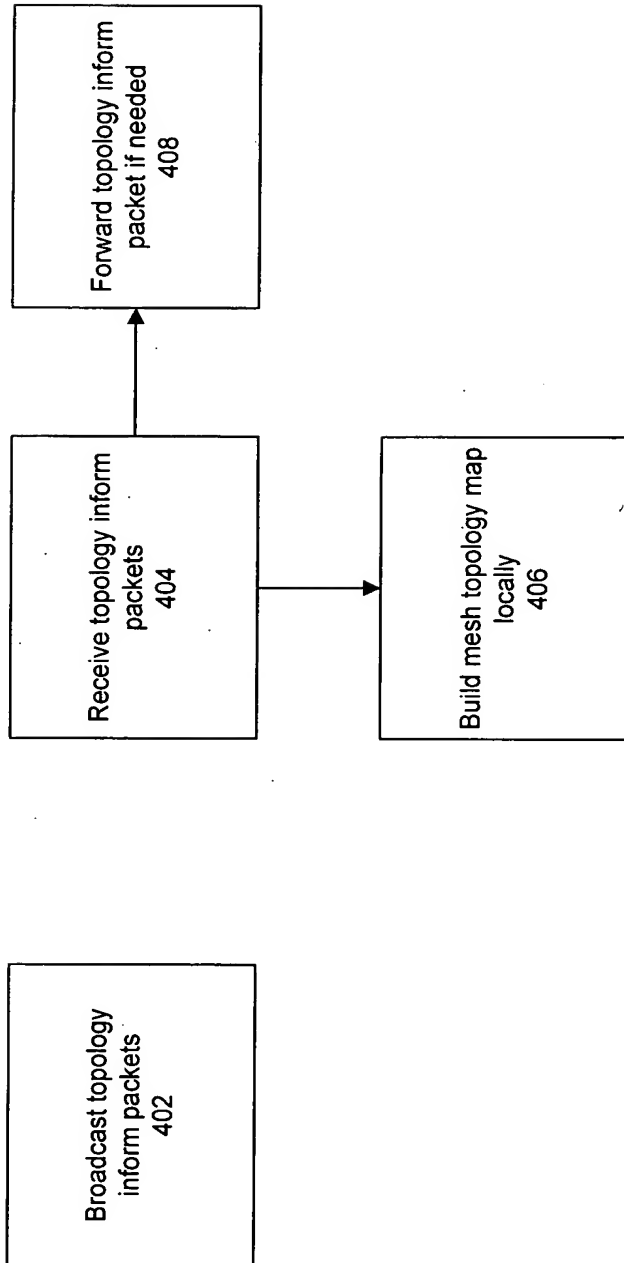 Broadcast topology
inform packets
402
Receive topology inform
packets
404
Forward topology inform
packet if needed
408
Build mesh topology map
locally
406